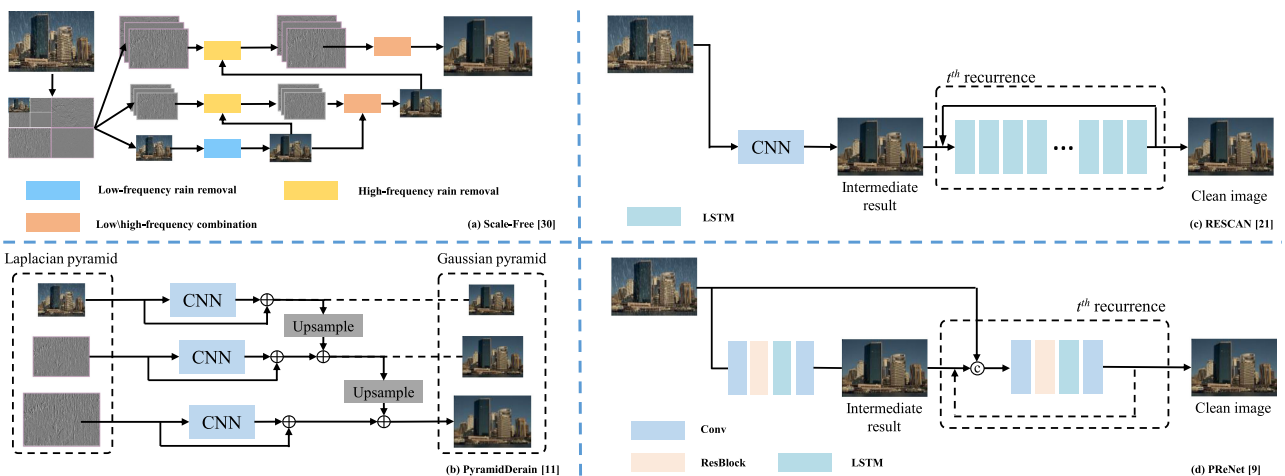 Low-frequency rain removal
High-frequency rain removal
Low\high-frequency combination
(a) Scale-Free [30]
t^th recurrence
CNN
Intermediate
result
Clean image
LSTM
(c) RESCAN [21]
Laplacian pyramid
Gaussian pyramid
CNN
Upsample
CNN
Upsample
CNN
(b) PyramidDerain [11]
t^th recurrence
c
Intermediate
result
Clean image
Conv
ResBlock
LSTM
(d) PReNet [9]